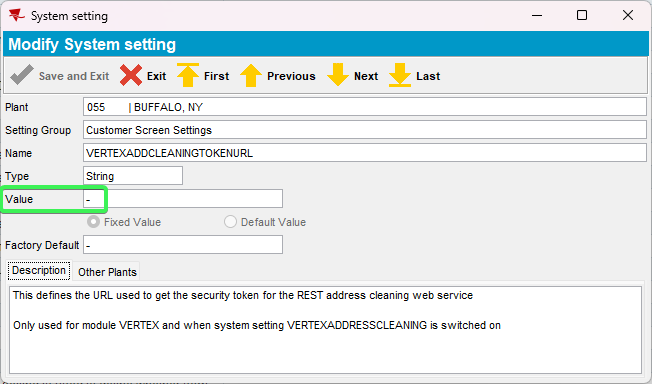 System setting
Modify System setting
Save and Exit Exit First Previous Next Last
Plant 055 | BUFFALO, NY
Setting Group Customer Screen Settings
Name VERTEXADDCLEANINGTOKENURL
Type String
Value -
Fixed Value Default Value
Factory Default -
Description Other Plants
This defines the URL used to get the security token for the REST address cleaning web service
Only used for module VERTEX and when system setting VERTEXADDRESSCLEANING is switched on